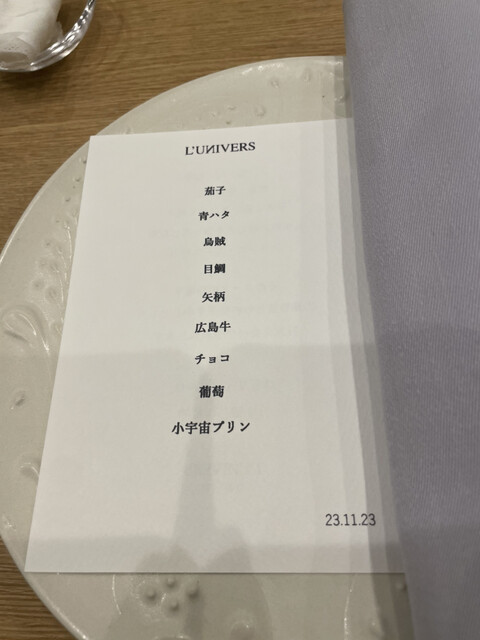 L'UИIVERS
茄子
青ハタ
烏賊
目鯛
矢柄
広島牛
チョコ
葡萄
小宇宙プリン
23.11.23